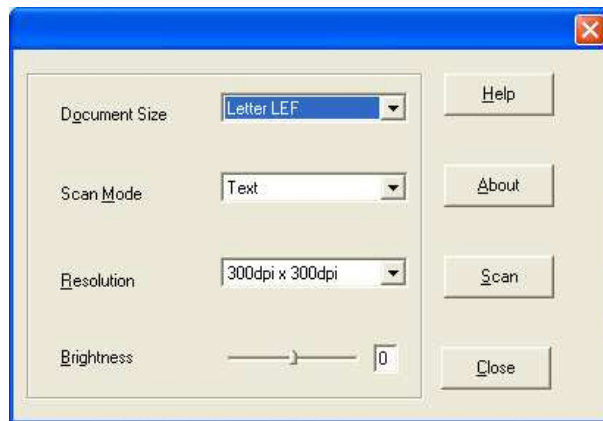 Document Size
Letter LEF
Help
Scan Mode
Text
About
Resolution
300dpi x 300dpi
Scan
Brightness
0
Close